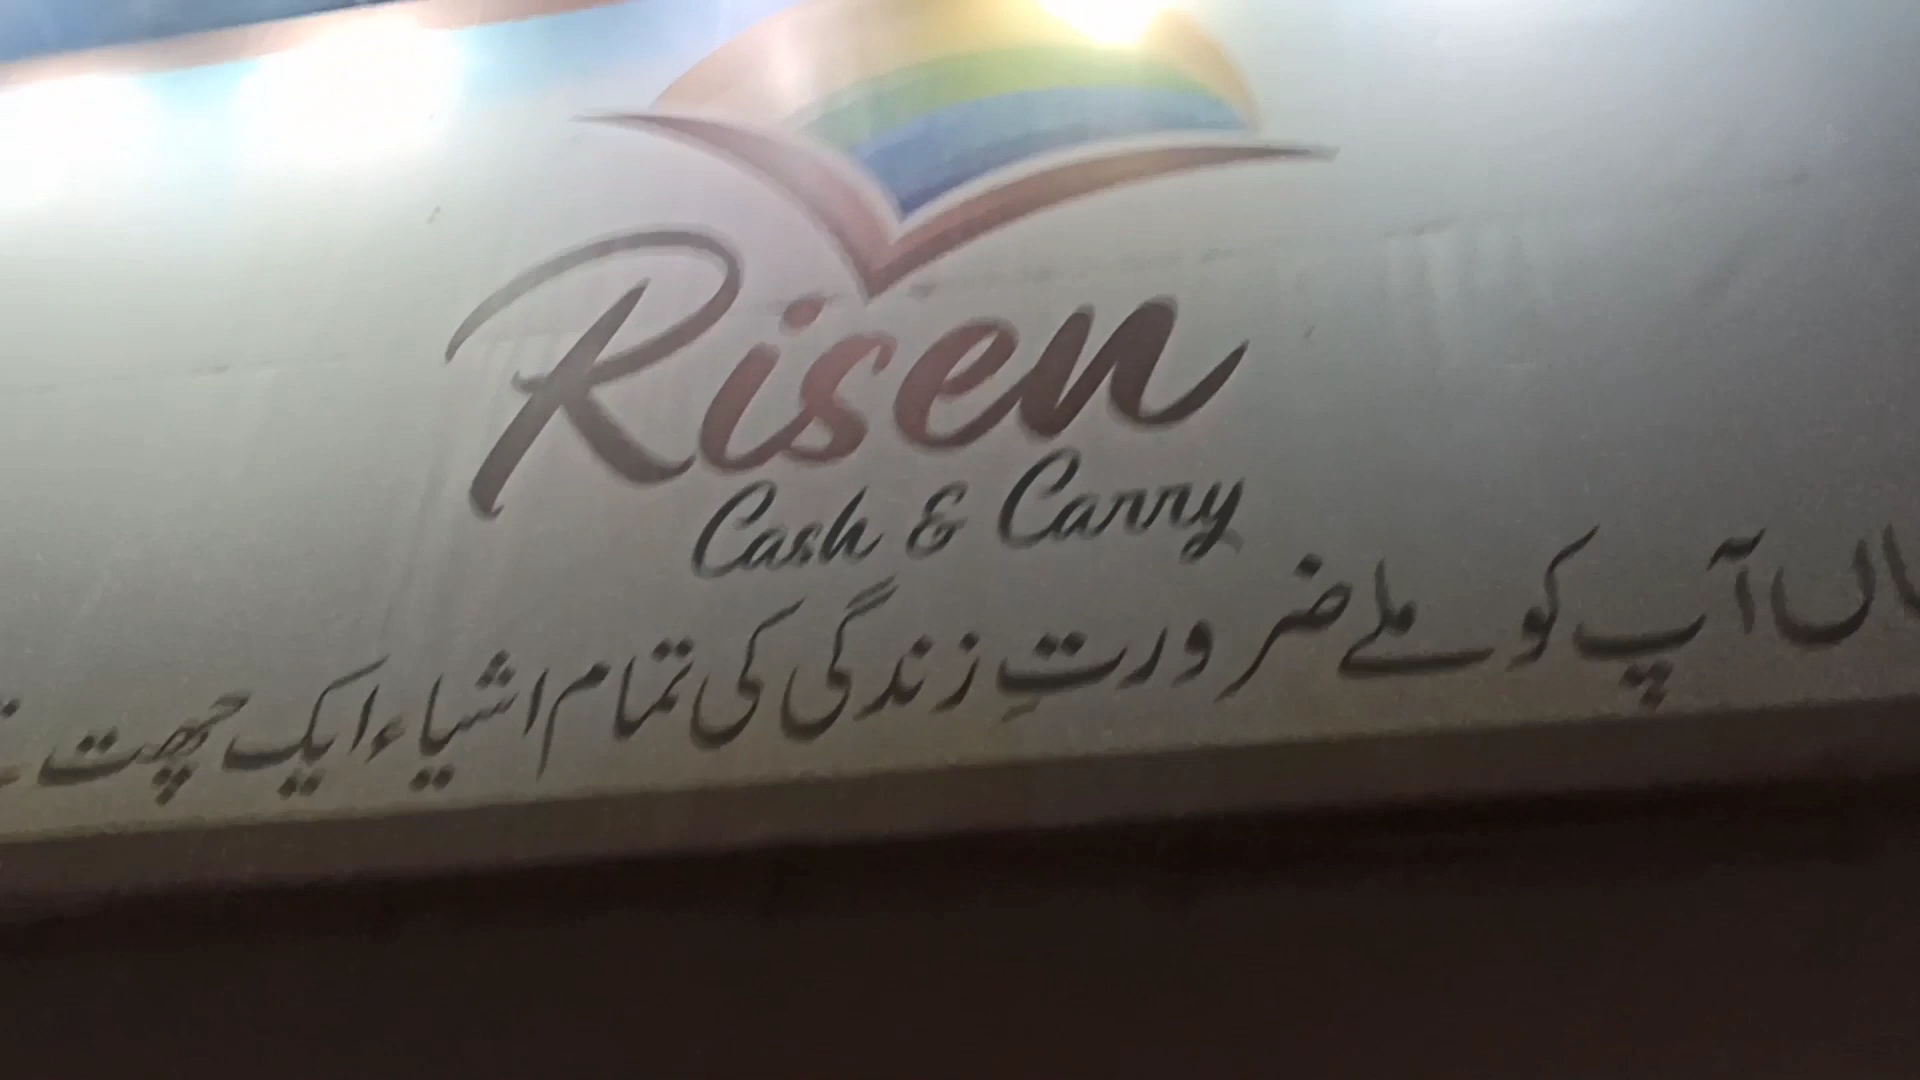 Risen
Cash & Carry
آپ کو ملے ضرورتِ زندگی کی تمام اشیاء ایک چھت